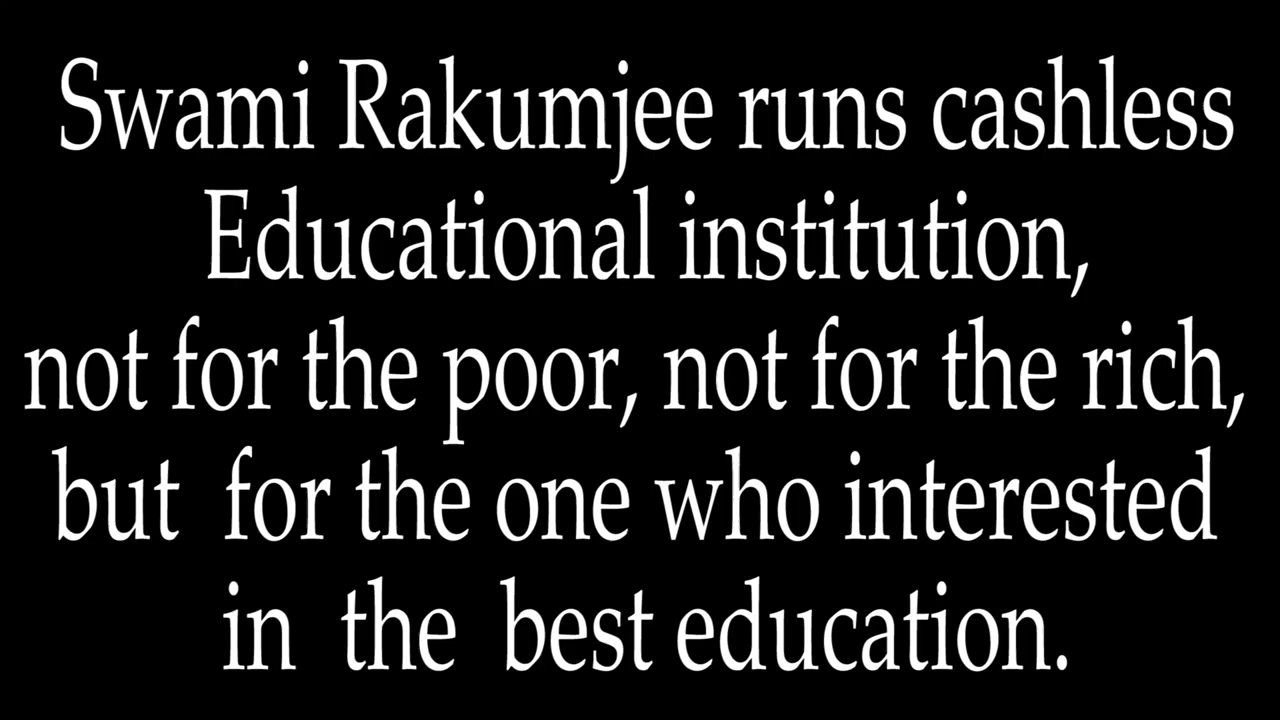 Swami Rakumjee runs cashless
Educational institution,
not for the poor, not for the rich,
but for the one who interested
in the best education.